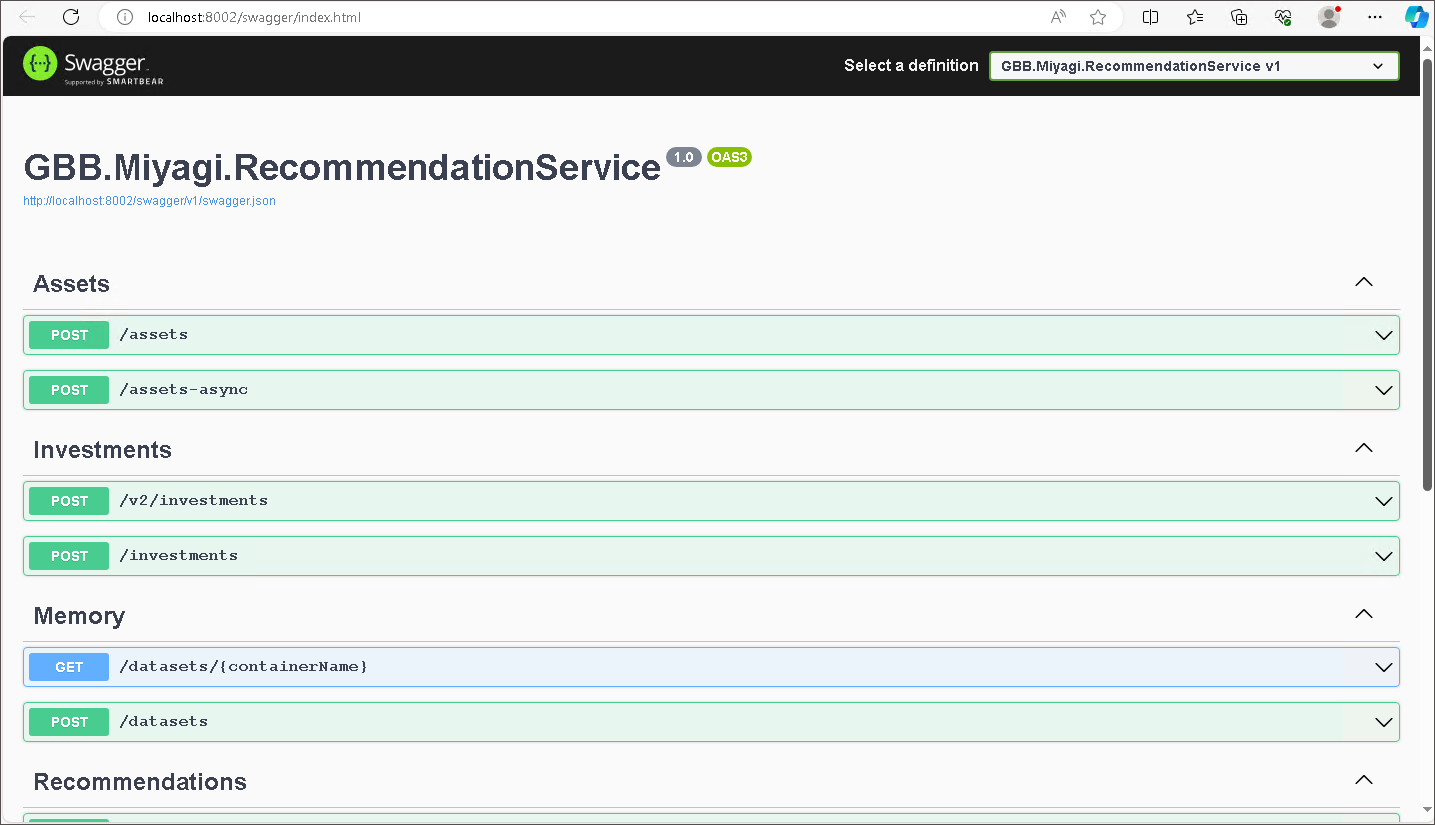 localhost:8002/swagger/index.html
Swagger.
Supported by SMARTBEAR
Select a definition
GBB.Miyagi.RecommendationService v1
GBB.Miyagi.RecommendationService 1.0 OAS3
http://localhost:8002/swagger/v1/swagger.json
Assets
POST /assets
POST /assets-async
Investments
POST /v2/investments
POST /investments
Memory
GET /datasets/{containerName}
POST /datasets
Recommendations